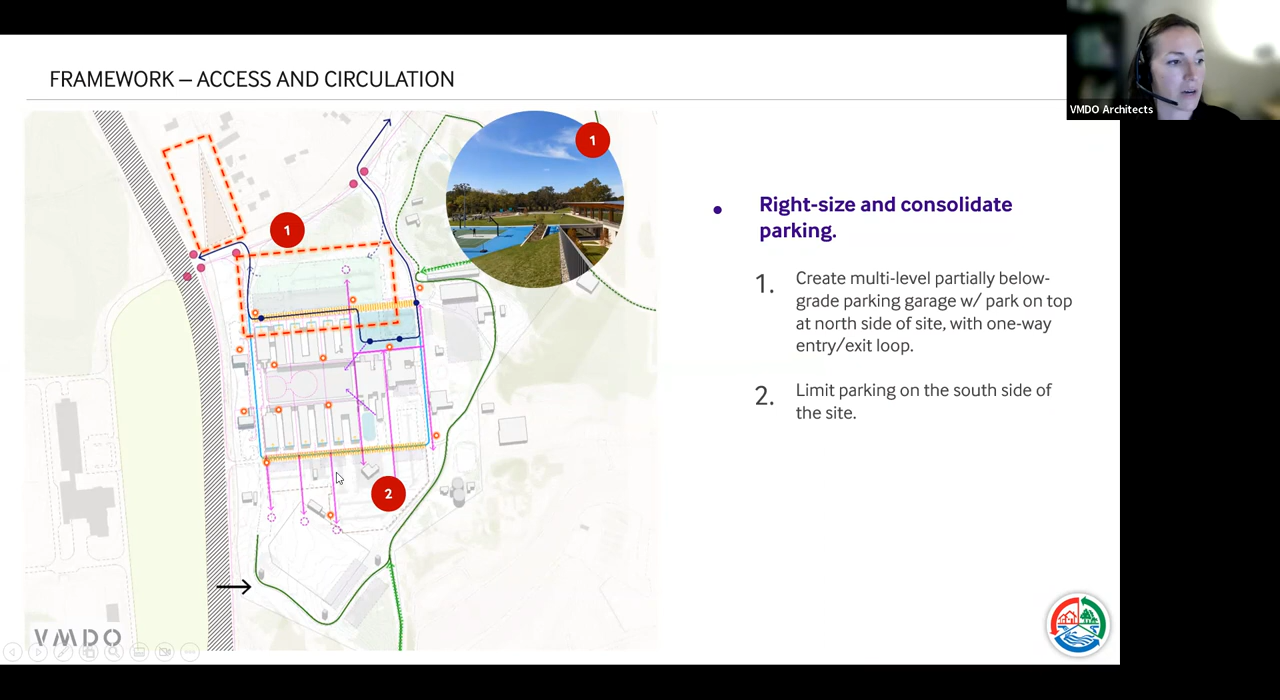 FRAMEWORK – ACCESS AND CIRCULATION
VMDO Architects
1
1
2
• Right-size and consolidate
parking.
1. Create multi-level partially below-
grade parking garage w/ park on top
at north side of site, with one-way
entry/exit loop.
2. Limit parking on the south side of
the site.
VMDO